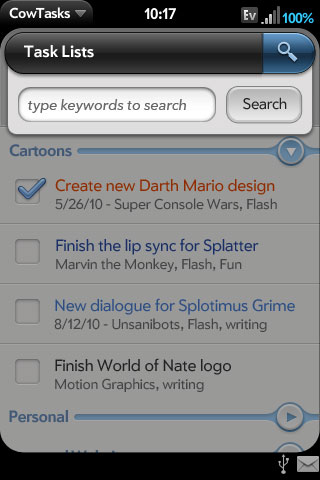 CowTasks 10:17 Ev 100%
Task Lists
type keywords to search Search
Cartoons
Create new Darth Mario design
5/26/10 - Super Console Wars, Flash
Finish the lip sync for Splatter
Marvin the Monkey, Flash, Fun
New dialogue for Splotimus Grime
8/12/10 - Unsanibots, Flash, writing
Finish World of Nate logo
Motion Graphics, writing
Personal